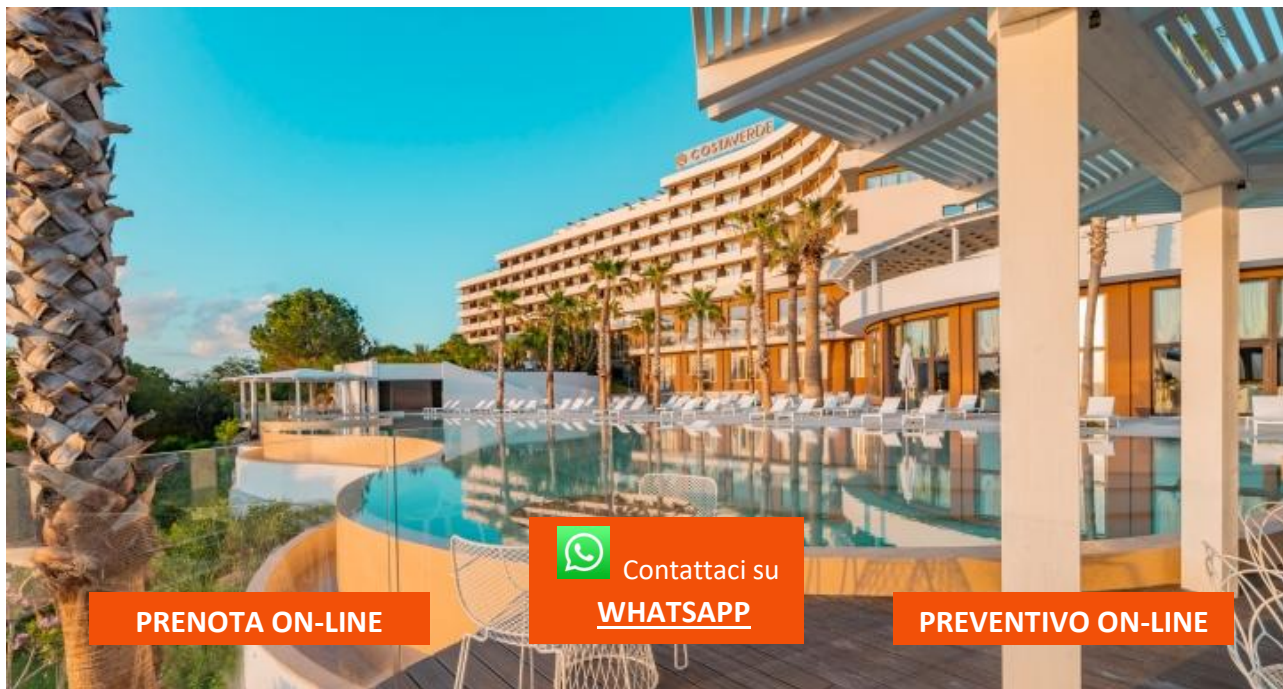 COSTAVERDE
Contattaci su
WHATSAPP
PRENOTA ON-LINE
PREVENTIVO ON-LINE